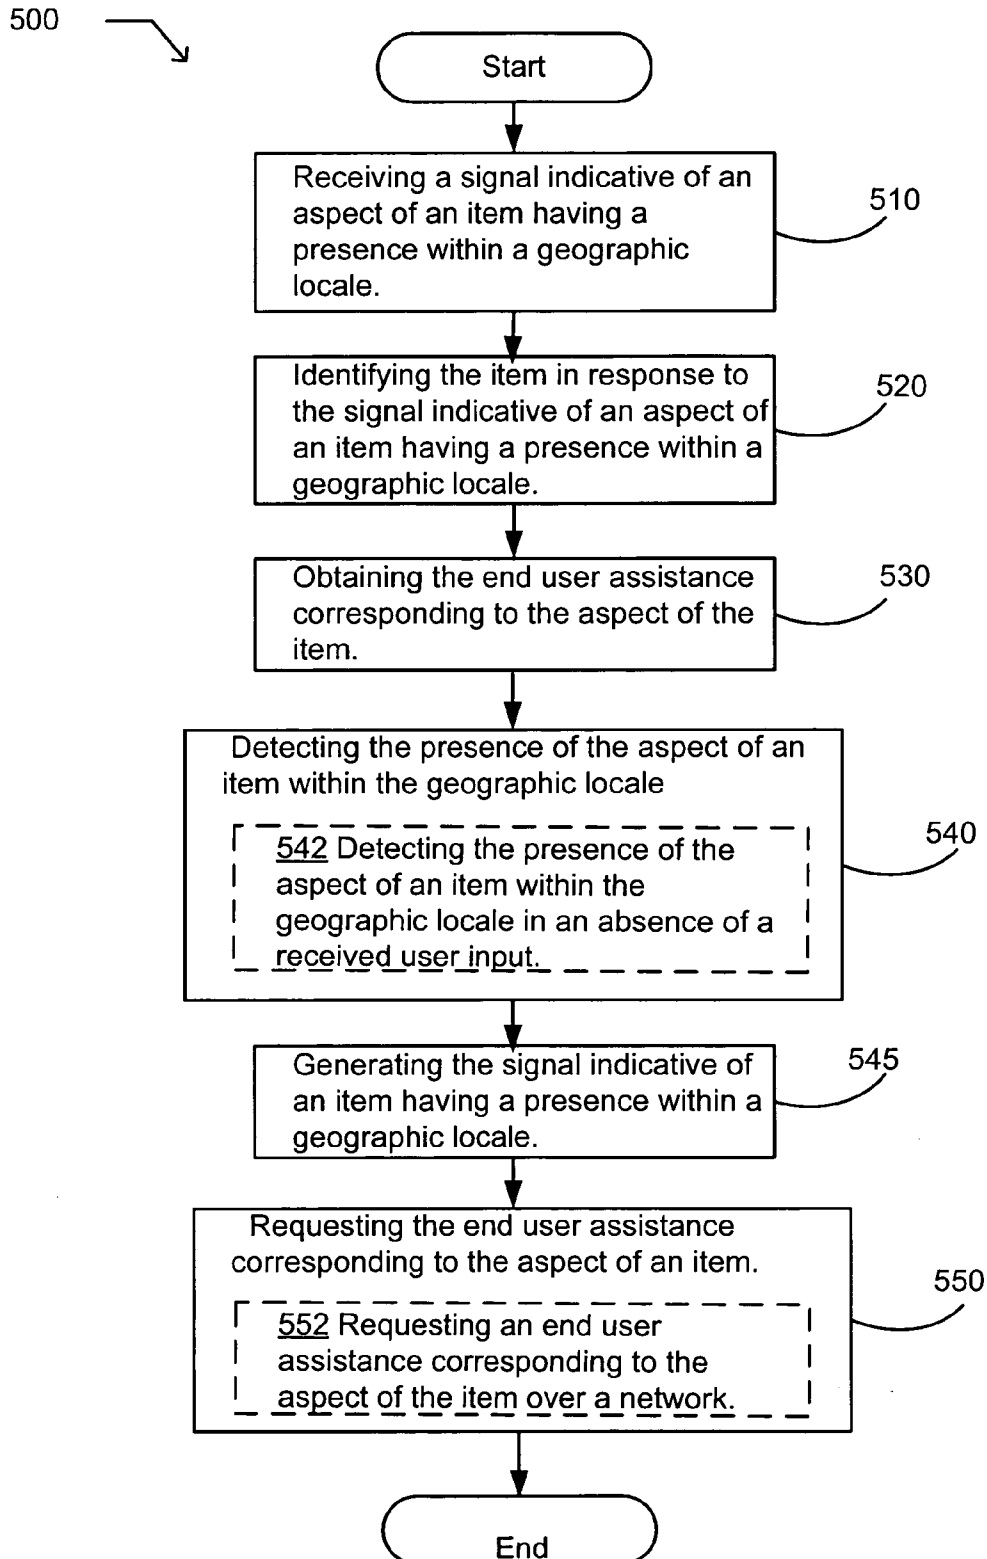 500
Start
Receiving a signal indicative of an
aspect of an item having a
presence within a geographic
locale.
510
Identifying the item in response to
the signal indicative of an aspect of
an item having a presence within a
geographic locale.
520
Obtaining the end user assistance
corresponding to the aspect of the
item.
530
Detecting the presence of the aspect of an
item within the geographic locale
542 Detecting the presence of the
aspect of an item within the
geographic locale in an absence of a
received user input.
540
Generating the signal indicative of
an item having a presence within a
geographic locale.
545
Requesting the end user assistance
corresponding to the aspect of an item.
552 Requesting an end user
assistance corresponding to the
aspect of the item over a network.
550
End